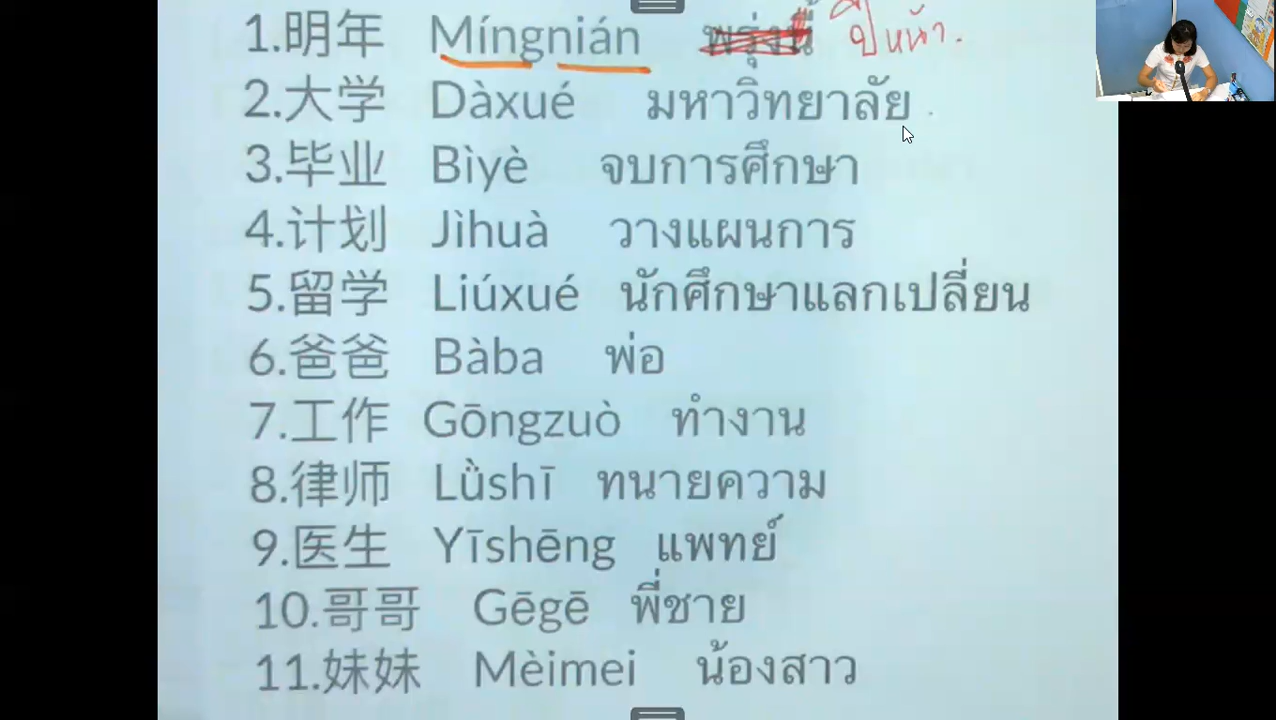 1.明年 Míngnián พรุ่งนี้ ปีหน้า.
2.大学 Dàxué มหาวิทยาลัย
3.毕业 Bìyè จบการศึกษา
4.计划 Jìhuà วางแผนการ
5.留学 Liúxué นักศึกษาแลกเปลี่ยน
6.爸爸 Bàba พ่อ
7.工作 Gōngzuò ทำงาน
8.律师 Lǜshī ทนายความ
9.医生 Yīshēng แพทย์
10.哥哥 Gēgē พี่ชาย
11.妹妹 Mèimei น้องสาว